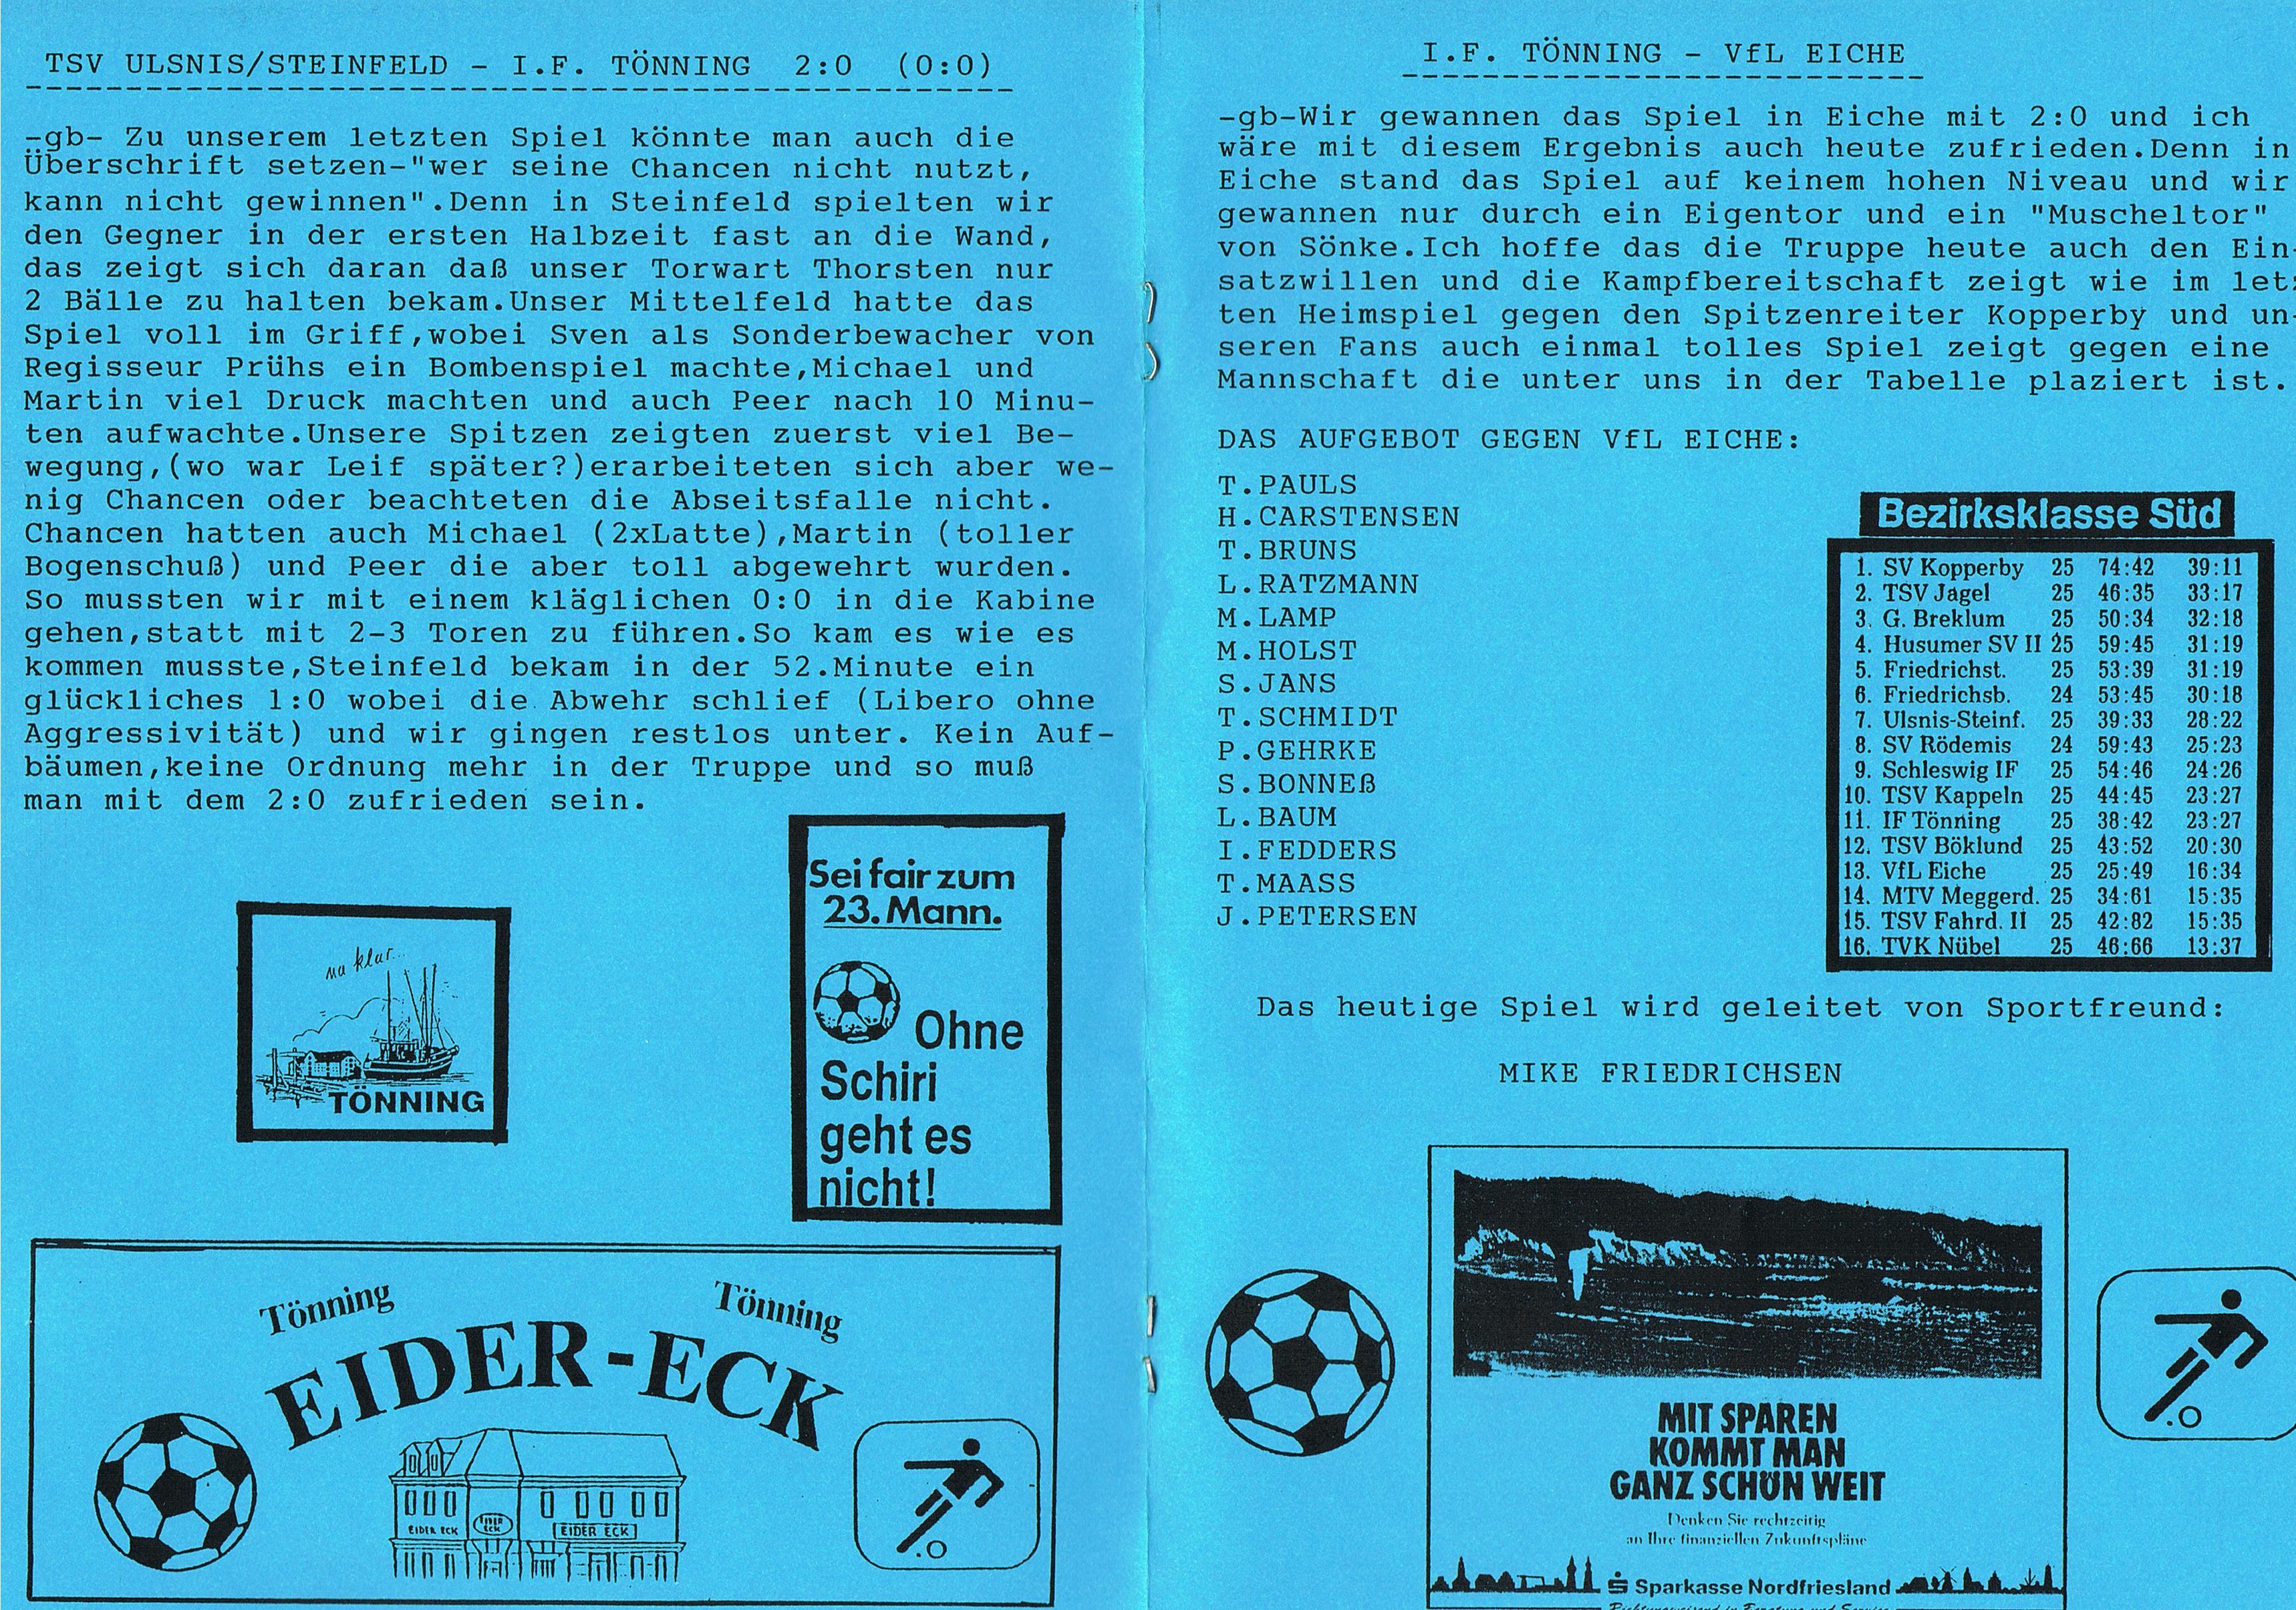 TSV ULSNIS/STEINFELD - I.F. TÖNNING 2:0 (0:0)
-gb- Zu unserem letzten Spiel könnte man auch die
Überschrift setzen-"wer seine Chancen nicht nutzt,
kann nicht gewinnen".Denn in Steinfeld spielten wir
den Gegner in der ersten Halbzeit fast an die Wand,
das zeigt sich daran daß unser Torwart Thorsten nur
2 Bälle zu halten bekam.Unser Mittelfeld hatte das
Spiel voll im Griff,wobei Sven als Sonderbewacher von
Regisseur Prühs ein Bombenspiel machte,Michael und
Martin viel Druck machten und auch Peer nach 10 Minu-
ten aufwachte.Unsere Spitzen zeigten zuerst viel Be-
wegung,(wo war Leif später?)erarbeiteten sich aber we-
nig Chancen oder beachteten die Abseitsfalle nicht.
Chancen hatten auch Michael (2xLatte),Martin (toller
Bogenschuß) und Peer die aber toll abgewehrt wurden.
So mussten wir mit einem kläglichen 0:0 in die Kabine
gehen,statt mit 2-3 Toren zu führen.So kam es wie es
kommen musste,Steinfeld bekam in der 52.Minute ein
glückliches 1:0 wobei die Abwehr schlief (Libero ohne
Aggressivität) und wir gingen restlos unter. Kein Auf-
bäumen,keine Ordnung mehr in der Truppe und so muß
man mit dem 2:0 zufrieden sein.
na klar...
TÖNNING
Sei fair zum
23. Mann.
Ohne
Schiri
geht es
nicht!
Tönning Tönning
EIDER-ECK
EIDER ECK
EIDER ECK
EIDER ECK
I.F. TÖNNING - VfL EICHE
-gb-Wir gewannen das Spiel in Eiche mit 2:0 und ich
wäre mit diesem Ergebnis auch heute zufrieden.Denn in
Eiche stand das Spiel auf keinem hohen Niveau und wir
gewannen nur durch ein Eigentor und ein "Muscheltor"
von Sönke.Ich hoffe das die Truppe heute auch den Ein-
satzwillen und die Kampfbereitschaft zeigt wie im letz
ten Heimspiel gegen den Spitzenreiter Kopperby und un-
seren Fans auch einmal tolles Spiel zeigt gegen eine
Mannschaft die unter uns in der Tabelle plaziert ist.
DAS AUFGEBOT GEGEN VfL EICHE:
T.PAULS
H.CARSTENSEN
T.BRUNS
L.RATZMANN
M.LAMP
M.HOLST
S.JANS
T.SCHMIDT
P.GEHRKE
S.BONNEß
L.BAUM
I.FEDDERS
T.MAASS
J.PETERSEN
Bezirksklasse Süd
1. SV Kopperby 25 74:42 39:11
2. TSV Jagel 25 46:35 33:17
3. G. Breklum 25 50:34 32:18
4. Husumer SV II 25 59:45 31:19
5. Friedrichst. 25 53:39 31:19
6. Friedrichsb. 24 53:45 30:18
7. Ulsnis-Steinf. 25 39:33 28:22
8. SV Rödemis 24 59:43 25:23
9. Schleswig IF 25 54:46 24:26
10. TSV Kappeln 25 44:45 23:27
11. IF Tönning 25 38:42 23:27
12. TSV Böklund 25 43:52 20:30
13. VfL Eiche 25 25:49 16:34
14. MTV Meggerd. 25 34:61 15:35
15. TSV Fahrd. II 25 42:82 15:35
16. TVK Nübel 25 46:66 13:37
Das heutige Spiel wird geleitet von Sportfreund:
MIKE FRIEDRICHSEN
MIT SPAREN
KOMMT MAN
GANZ SCHÖN WEIT
Denken Sie rechtzeitig
an Ihre finanziellen Zukunftspläne
Sparkasse Nordfriesland